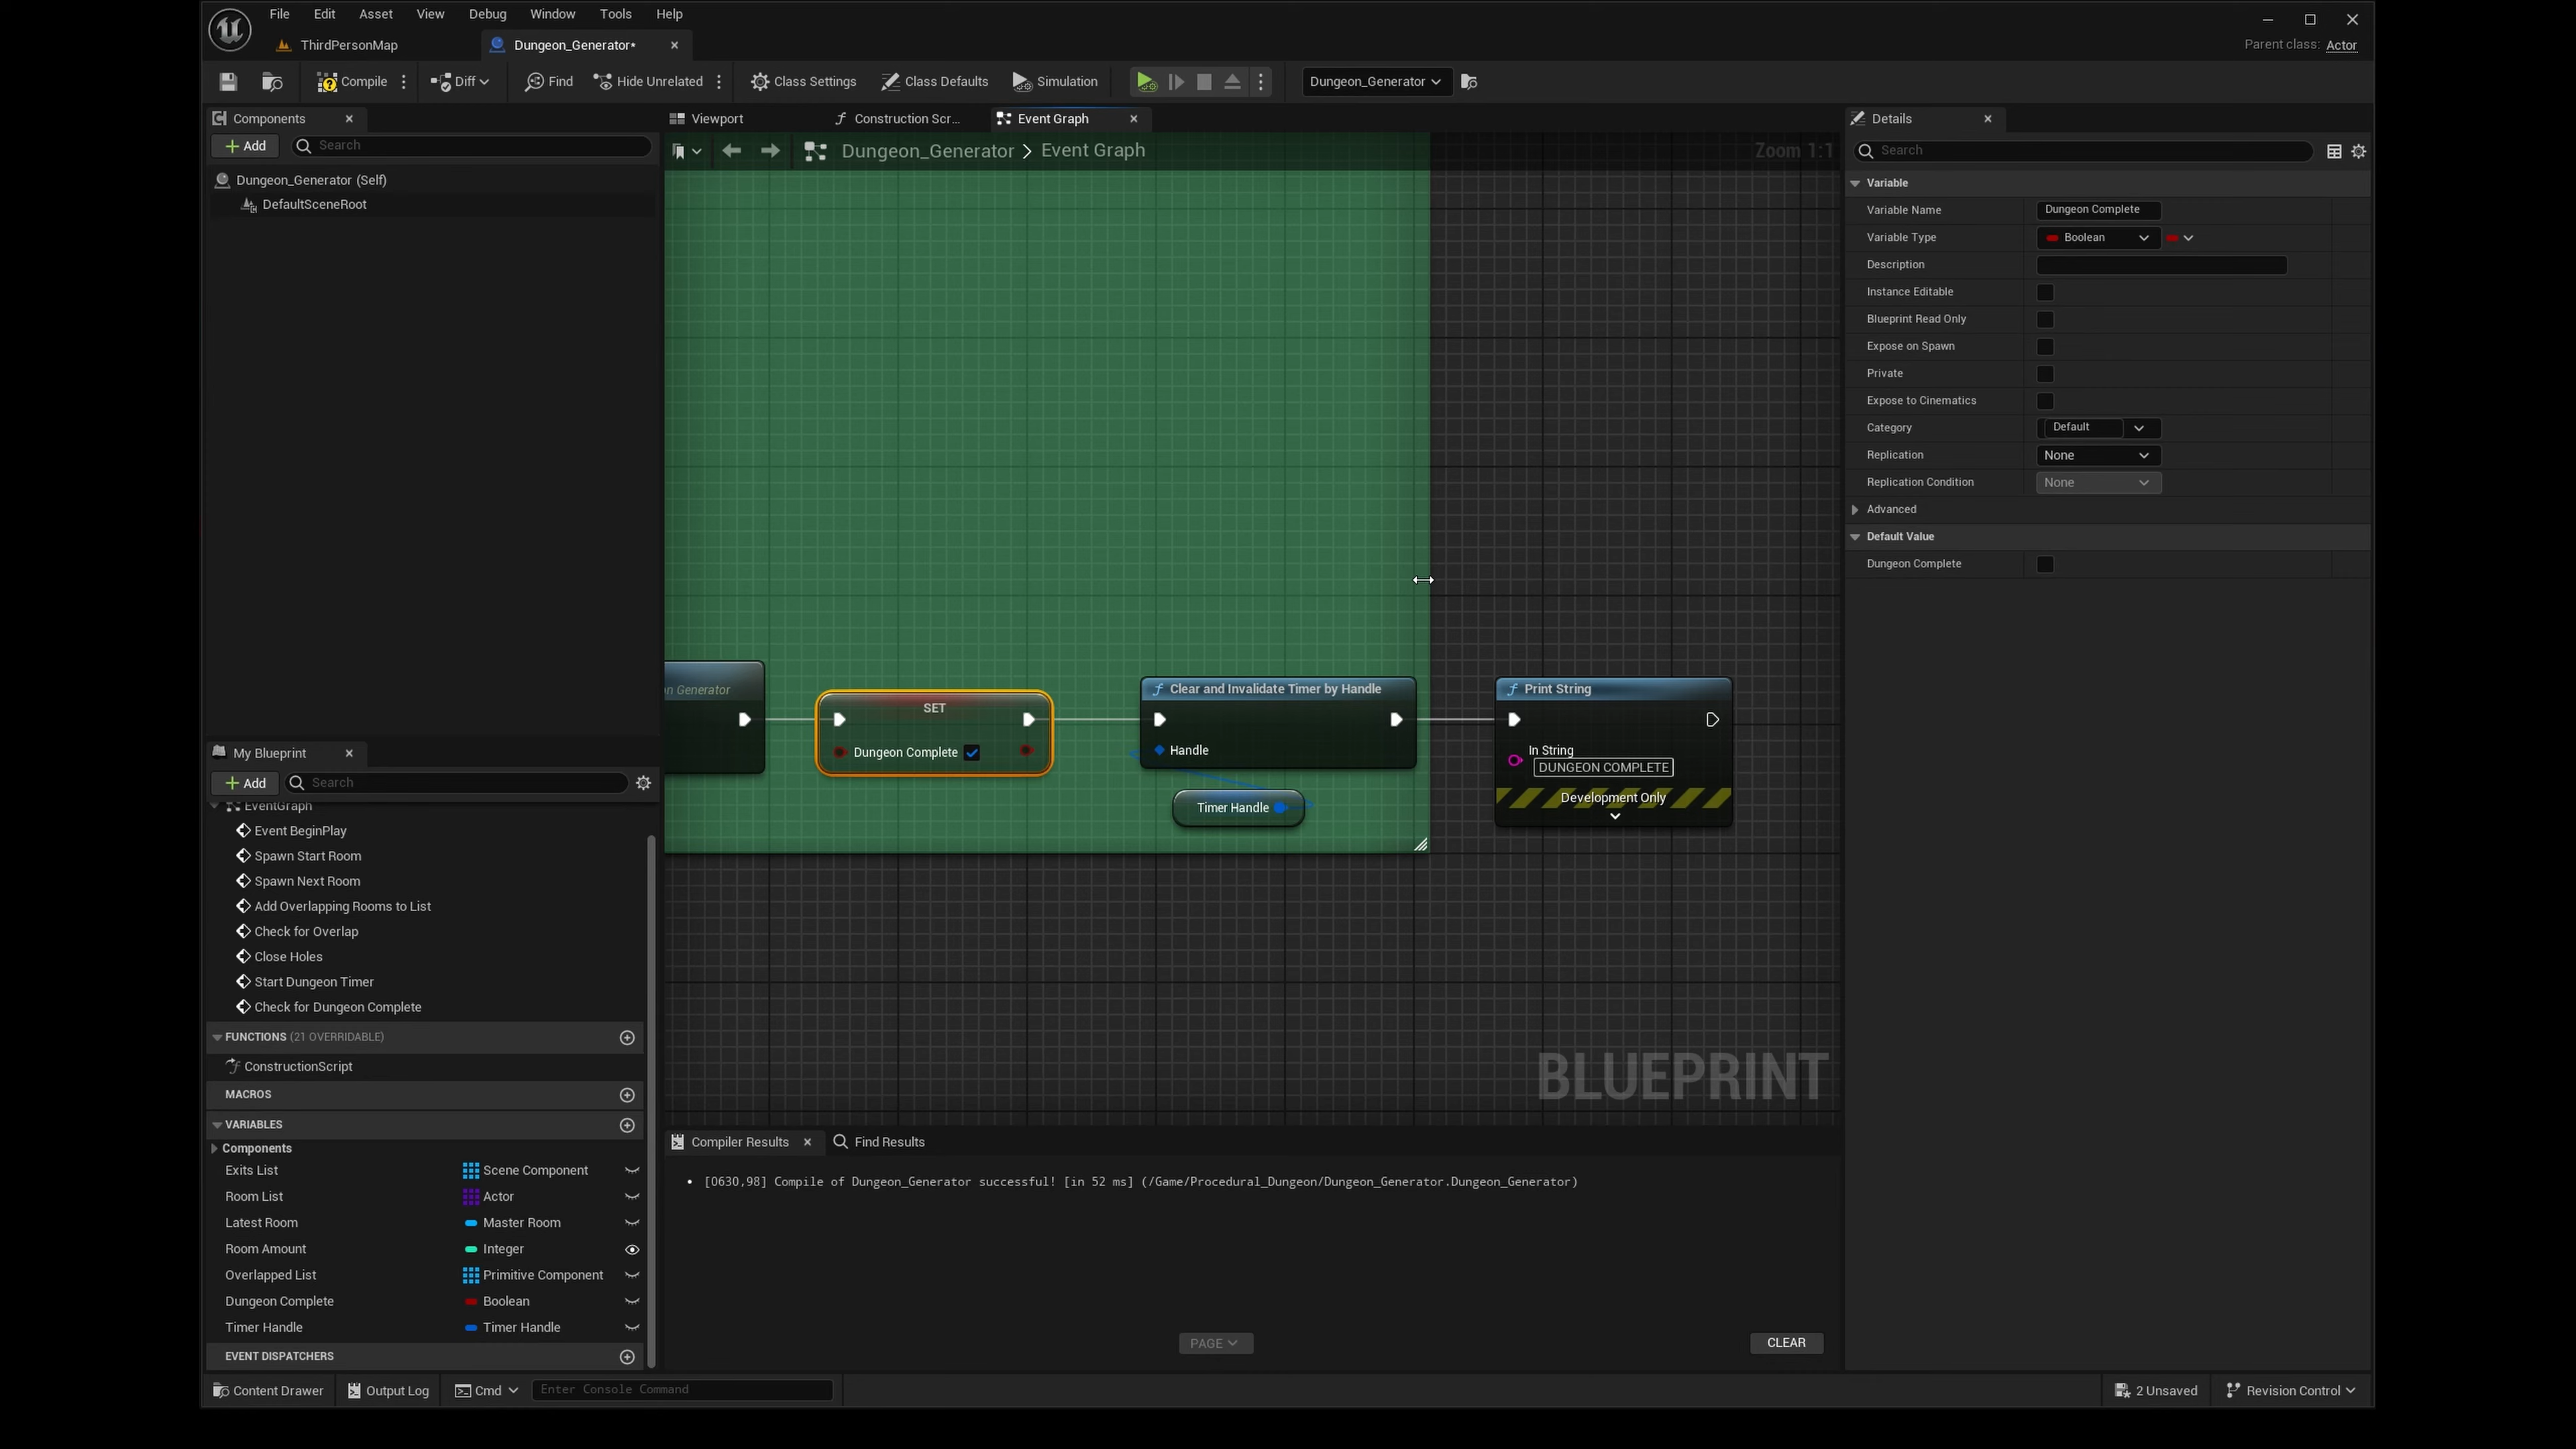 File Edit Asset View Debug Window Tools Help
ThirdPersonMap
Dungeon_Generator*
Parent class: Actor
Compile
Diff
Find
Hide Unrelated
Class Settings
Class Defaults
Simulation
Dungeon_Generator
Components
Add
Search
Dungeon_Generator (Self)
DefaultSceneRoot
My Blueprint
Add
Search
EventGraph
Event BeginPlay
Spawn Start Room
Spawn Next Room
Add Overlapping Rooms to List
Check for Overlap
Close Holes
Start Dungeon Timer
Check for Dungeon Complete
FUNCTIONS (21 OVERRIDABLE)
ConstructionScript
MACROS
VARIABLES
Components
Exits List Scene Component
Room List Actor
Latest Room Master Room
Room Amount Integer
Overlapped List Primitive Component
Dungeon Complete Boolean
Timer Handle Timer Handle
EVENT DISPATCHERS
Viewport
Construction Scr...
Event Graph
Dungeon_Generator > Event Graph
Zoom 1:1
n Generator
SET
Dungeon Complete
Clear and Invalidate Timer by Handle
Handle
Timer Handle
Print String
In String
DUNGEON COMPLETE
Development Only
BLUEPRINT
Compiler Results
Find Results
[0630,98] Compile of Dungeon_Generator successful! [in 52 ms] (/Game/Procedural_Dungeon/Dungeon_Generator.Dungeon_Generator)
PAGE
CLEAR
Details
Search
Variable
Variable Name Dungeon Complete
Variable Type Boolean
Description
Instance Editable
Blueprint Read Only
Expose on Spawn
Private
Expose to Cinematics
Category Default
Replication None
Replication Condition None
Advanced
Default Value
Dungeon Complete
Content Drawer
Output Log
Cmd
Enter Console Command
2 Unsaved
Revision Control